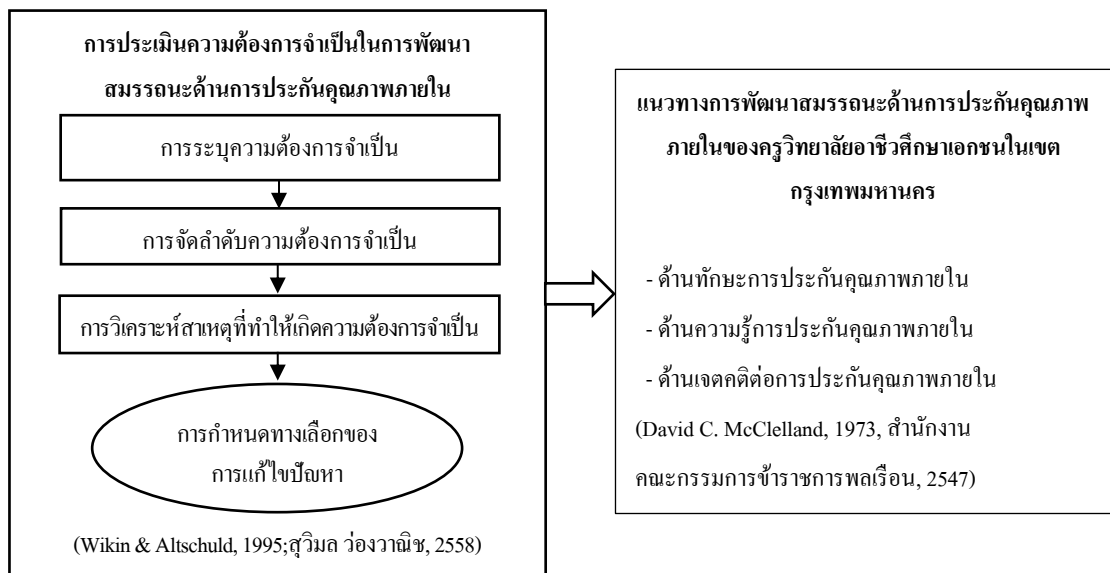 การประเมินความต้องการจำเป็นในการพัฒนา
สมรรถนะด้านการประกันคุณภาพภายใน
การระบุความต้องการจำเป็น
การจัดลำดับความต้องการจำเป็น
การวิเคราะห์สาเหตุที่ทำให้เกิดความต้องการจำเป็น
การกำหนดทางเลือกของ
การแก้ไขปัญหา
(Wikin & Altschuld, 1995;สุวิมล ว่องวาณิช, 2558)
แนวทางการพัฒนาสมรรถนะด้านการประกันคุณภาพ
ภายในของครูวิทยาลัยอาชีวศึกษาเอกชนในเขต
กรุงเทพมหานคร
- ด้านทักษะการประกันคุณภาพภายใน
- ด้านความรู้การประกันคุณภาพภายใน
- ด้านเจตคติต่อการประกันคุณภาพภายใน
(David C. McClelland, 1973, สำนักงาน
คณะกรรมการข้าราชการพลเรือน, 2547)